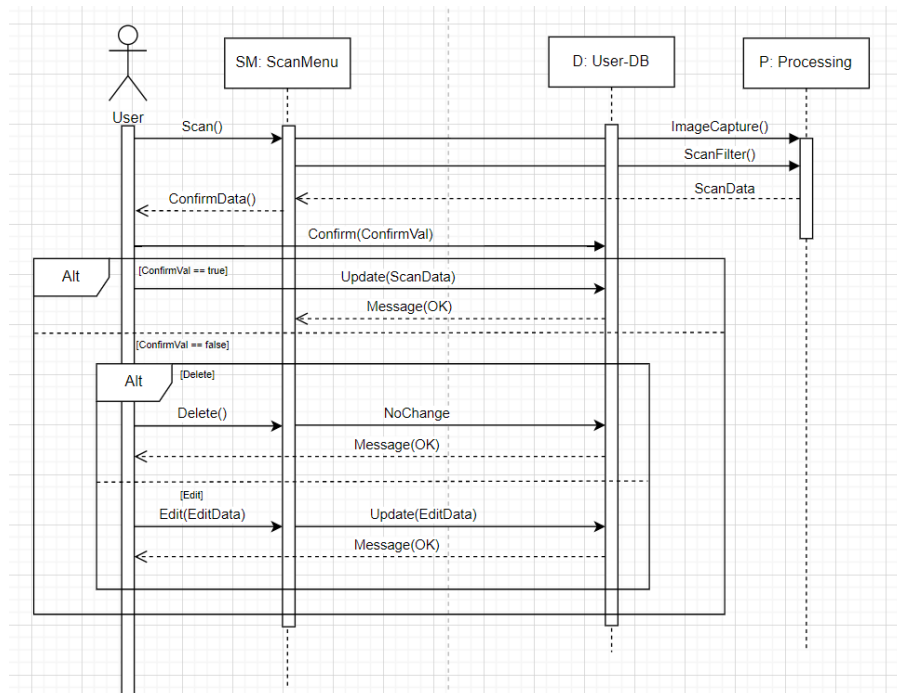 SM: ScanMenu
D: User-DB
P: Processing
User
Scan()
ImageCapture()
ScanFilter()
ScanData
ConfirmData()
Confirm(ConfirmVal)
Alt
[ConfirmVal == true]
Update(ScanData)
Message(OK)
[ConfirmVal == false]
Alt
[Delete]
Delete()
NoChange
Message(OK)
[Edit]
Edit(EditData)
Update(EditData)
Message(OK)